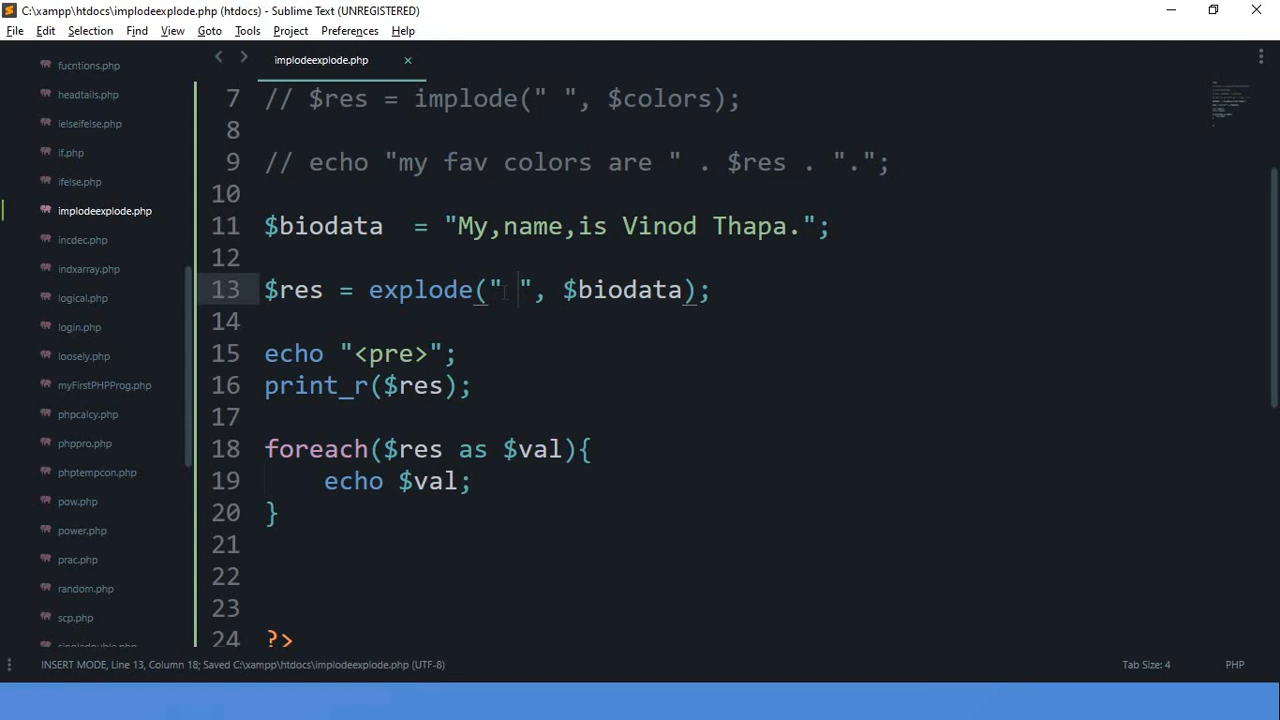 C:\xampp\htdocs\implodeexplode.php (htdocs) - Sublime Text (UNREGISTERED)
File Edit Selection Find View Goto Tools Project Preferences Help
implodeexplode.php ×
fucntions.php
headtails.php
ielseifelse.php
if.php
ifelse.php
implodeexplode.php
incdec.php
indxarray.php
logical.php
login.php
loosely.php
myFirstPHPProg.php
phpcalcy.php
phppro.php
phptempcon.php
pow.php
power.php
prac.php
random.php
scp.php
7 // $res = implode(" ", $colors);
8
9 // echo "my fav colors are " . $res . ".";
10
11 $biodata  = "My,name,is Vinod Thapa.";
12
13 $res = explode(" ", $biodata);
14
15 echo "<pre>";
16 print_r($res);
17
18 foreach($res as $val){
19     echo $val;
20 }
21
22
23
24 ?>
INSERT MODE, Line 13, Column 18; Saved C:\xampp\htdocs\implodeexplode.php (UTF-8) Tab Size: 4 PHP